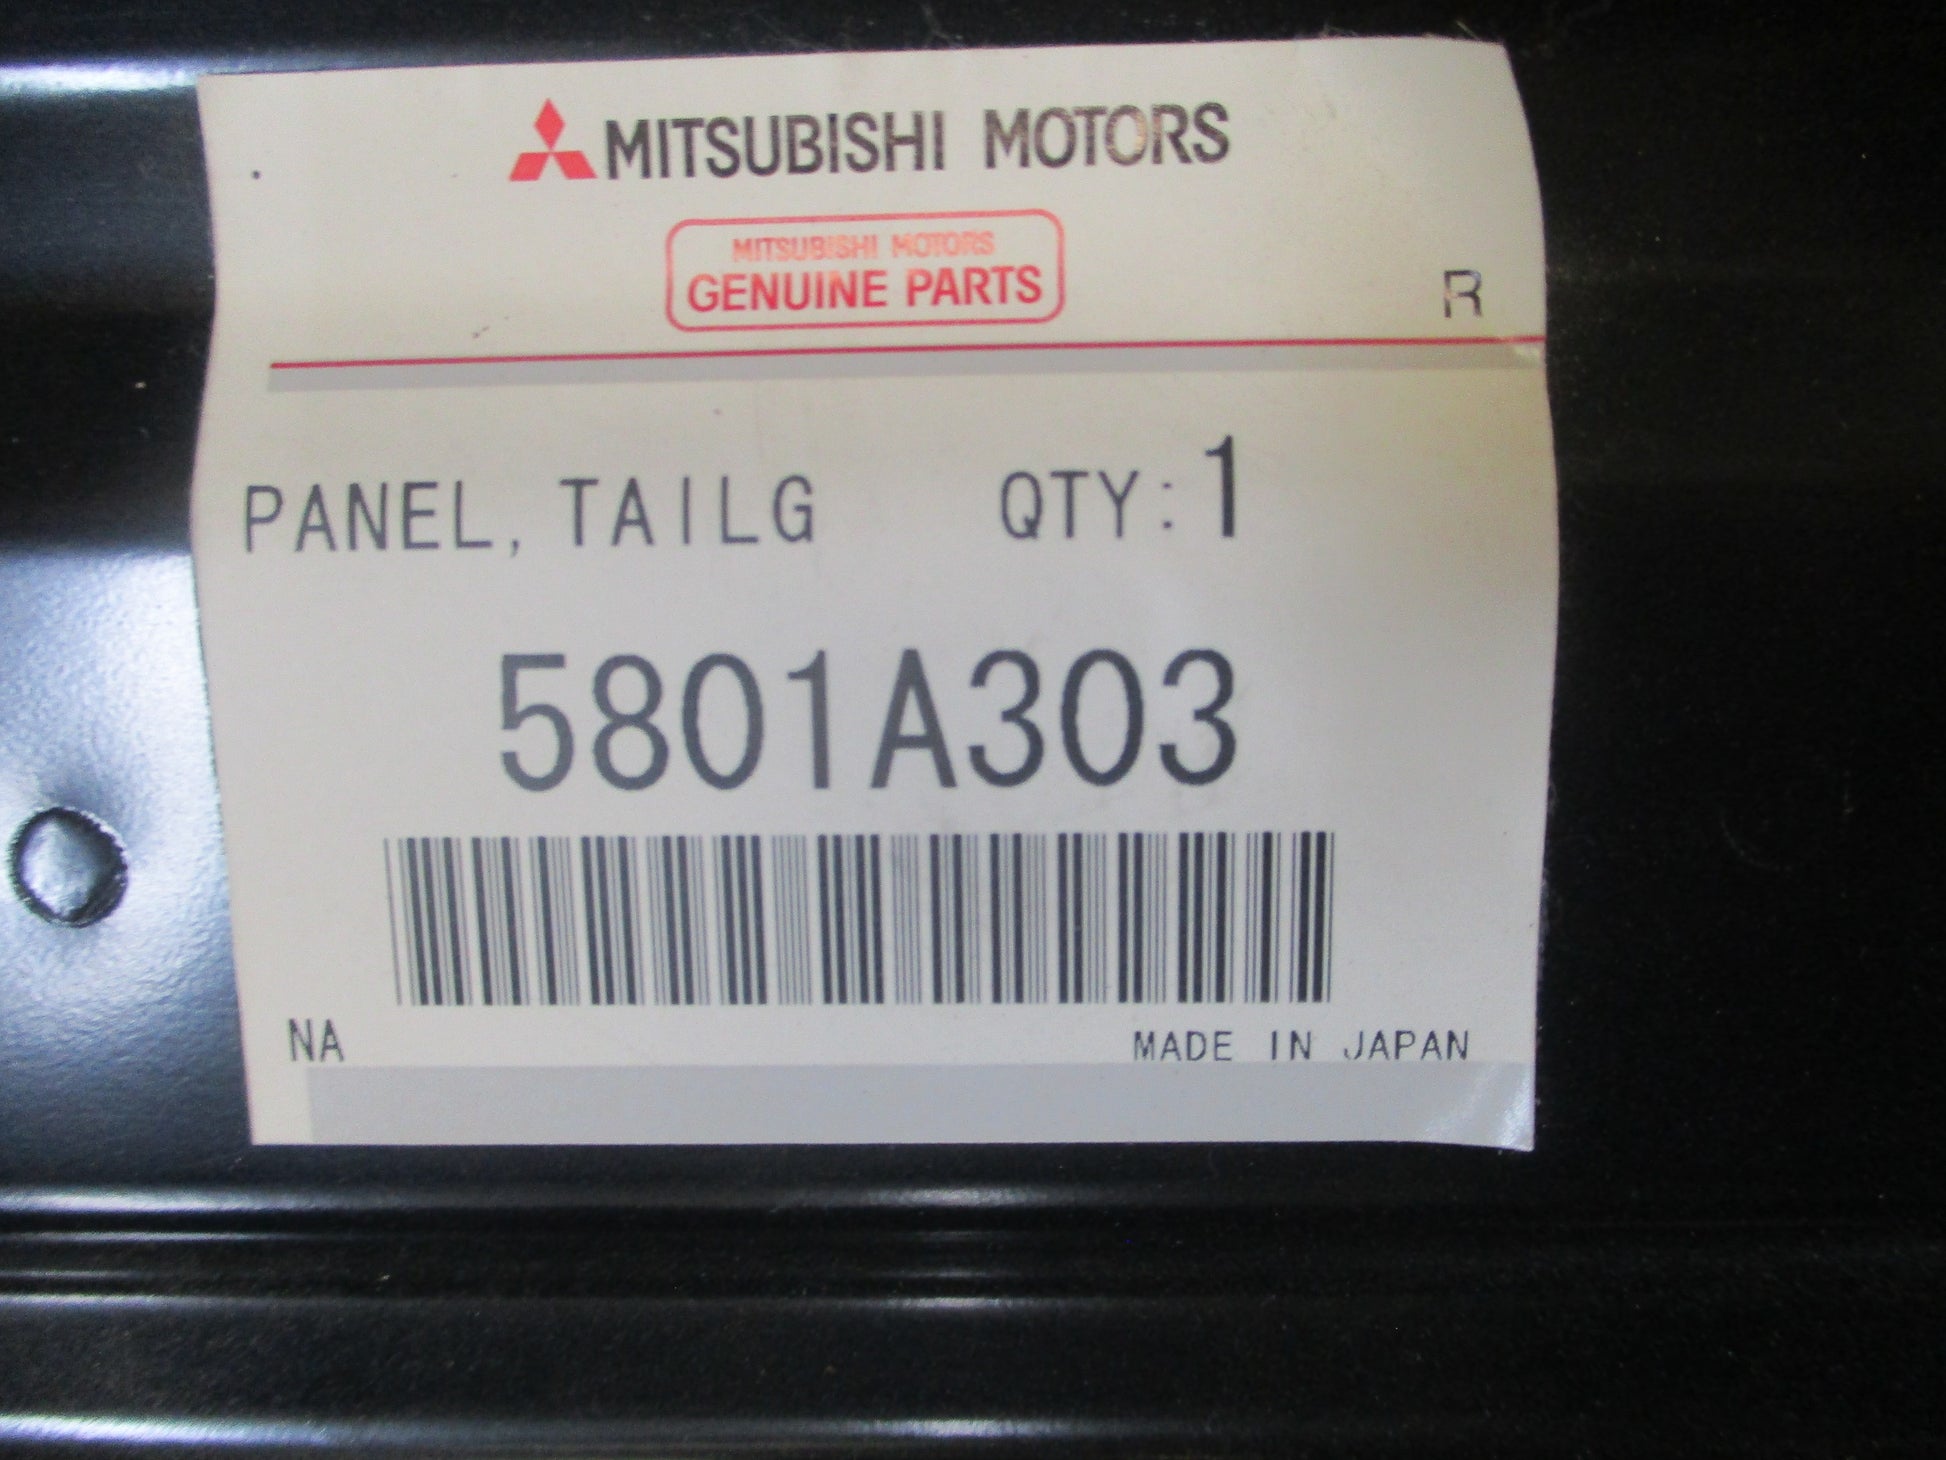 MITSUBISHI MOTORS
MITSUBISHI MOTORS
GENUINE PARTS
R
PANEL, TAILG QTY:1
5801A303
NA MADE IN JAPAN